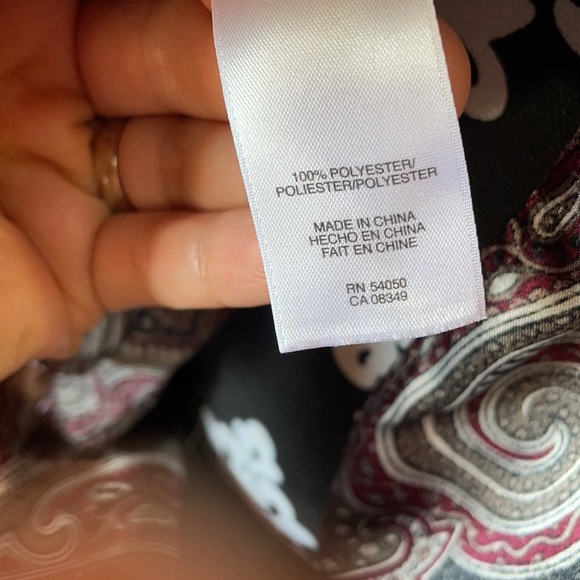 100% POLYESTER/
POLIESTER/POLYESTER
MADE IN CHINA
HECHO EN CHINA
FAIT EN CHINE
RN 54050
CA 08349